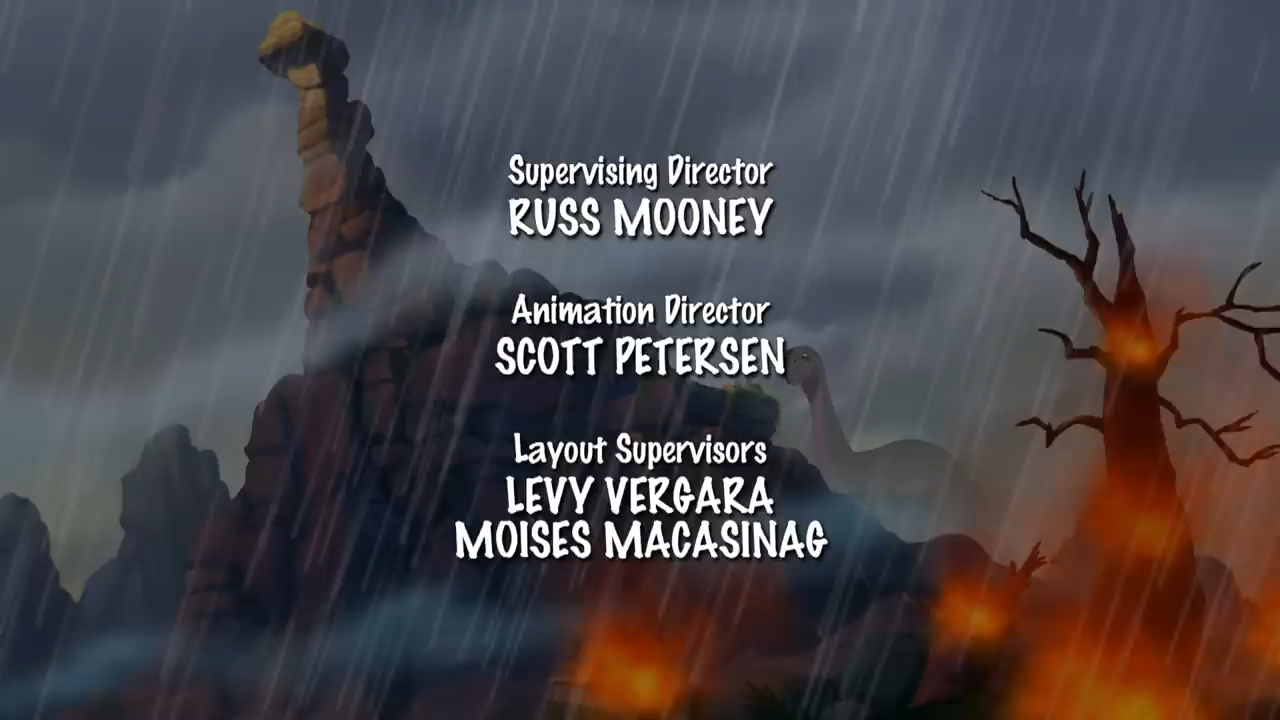 Supervising Director
RUSS MOONEY
Animation Director
SCOTT PETERSEN
Layout Supervisors
LEVY VERGARA
MOISES MACASINAG